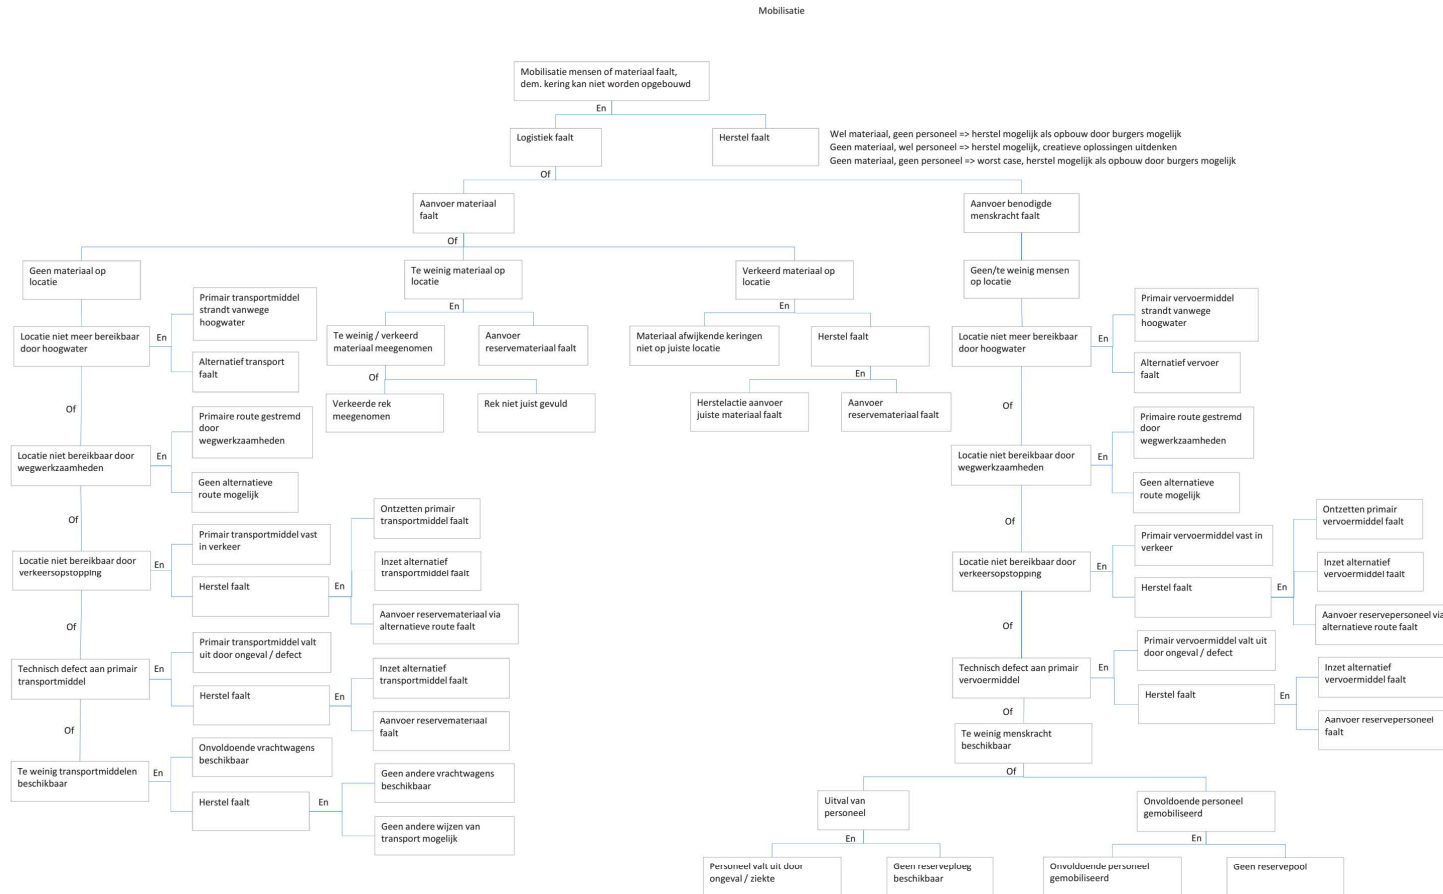 Mobilisatie
Mobilisatie mensen of materiaal faalt,
dem. kering kan niet worden opgebouwd
En
Logistiek faalt
Herstel faalt
Wel materiaal, geen personeel => herstel mogelijk als opbouw door burgers mogelijk
Geen materiaal, wel personeel => herstel mogelijk, creatieve oplossingen uitdenken
Geen materiaal, geen personeel => worst case, herstel mogelijk als opbouw door burgers mogelijk
Of
Aanvoer materiaal
faalt
Of
Geen materiaal op
locatie
Locatie niet meer bereikbaar
door hoogwater
En
Primair transportmiddel
strandt vanwege
hoogwater
Alternatief transport
faalt
Of
Locatie niet bereikbaar door
wegwerkzaamheden
En
Primaire route gestremd
door
wegwerkzaamheden
Geen alternatieve
route mogelijk
Of
Locatie niet bereikbaar door
verkeersopstopping
En
Primair transportmiddel vast
in verkeer
Herstel faalt
En
Ontzetten primair
transportmiddel faalt
Inzet alternatief
transportmiddel faalt
Aanvoer reservemateriaal via
alternatieve route faalt
Of
Technisch defect aan primair
transportmiddel
En
Primair transportmiddel valt
uit door ongeval / defect
Herstel faalt
En
Inzet alternatief
transportmiddel faalt
Aanvoer reservemateriaal
faalt
Of
Te weinig transportmiddelen
beschikbaar
En
Onvoldoende vrachtwagens
beschikbaar
Herstel faalt
En
Geen andere vrachtwagens
beschikbaar
Geen andere wijzen van
transport mogelijk
Te weinig materiaal op
locatie
En
Te weinig / verkeerd
materiaal meegenomen
Aanvoer
reservemateriaal faalt
Of
Verkeerde rek
meegenomen
Rek niet juist gevuld
Verkeerd materiaal op
locatie
En
Materiaal afwijkende keringen
niet op juiste locatie
Herstel faalt
En
Herstelactie aanvoer
juiste materiaal faalt
Aanvoer
reservemateriaal faalt
Aanvoer benodigde
menskracht faalt
Geen/te weinig mensen
op locatie
Locatie niet meer bereikbaar
door hoogwater
En
Primair vervoermiddel
strandt vanwege
hoogwater
Alternatief vervoer
faalt
Of
Locatie niet bereikbaar door
wegwerkzaamheden
En
Primaire route gestremd
door
wegwerkzaamheden
Geen alternatieve
route mogelijk
Of
Locatie niet bereikbaar door
verkeersopstopping
En
Primair vervoermiddel vast in
verkeer
Herstel faalt
En
Ontzetten primair
vervoermiddel faalt
Inzet alternatief
vervoermiddel faalt
Aanvoer reservepersoneel via
alternatieve route faalt
Of
Technisch defect aan primair
vervoermiddel
En
Primair vervoermiddel valt uit
door ongeval / defect
Herstel faalt
En
Inzet alternatief
vervoermiddel faalt
Aanvoer reservepersoneel
faalt
Of
Te weinig menskracht
beschikbaar
Of
Uitval van
personeel
En
Personeel valt uit door
ongeval / ziekte
Geen reserveploeg
beschikbaar
Onvoldoende personeel
gemobiliseerd
En
Onvoldoende personeel
gemobiliseerd
Geen reservepool